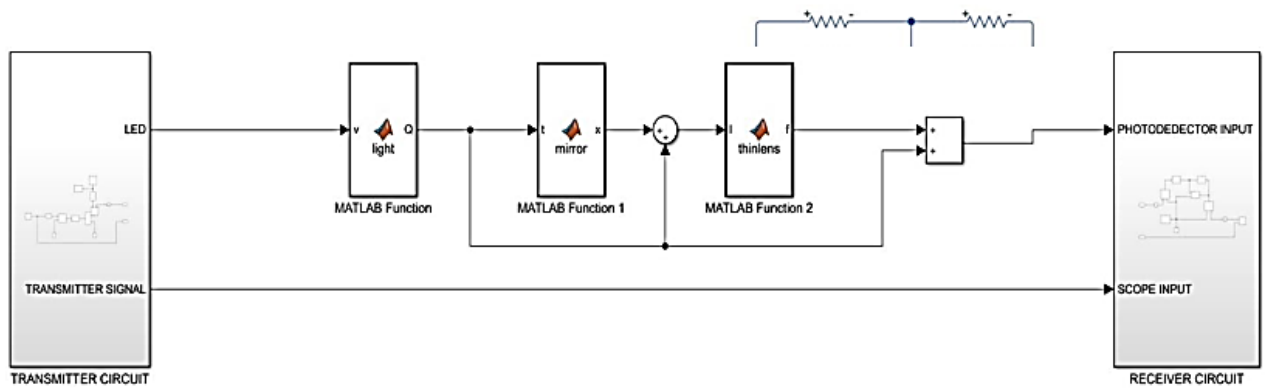 + - + -
LED
v
Q
light
MATLAB Function
t
x
mirror
MATLAB Function 1
+
+
l
f
thinlens
MATLAB Function 2
+
+
PHOTODEDECTOR INPUT
TRANSMITTER SIGNAL
SCOPE INPUT
TRANSMITTER CIRCUIT
RECEIVER CIRCUIT